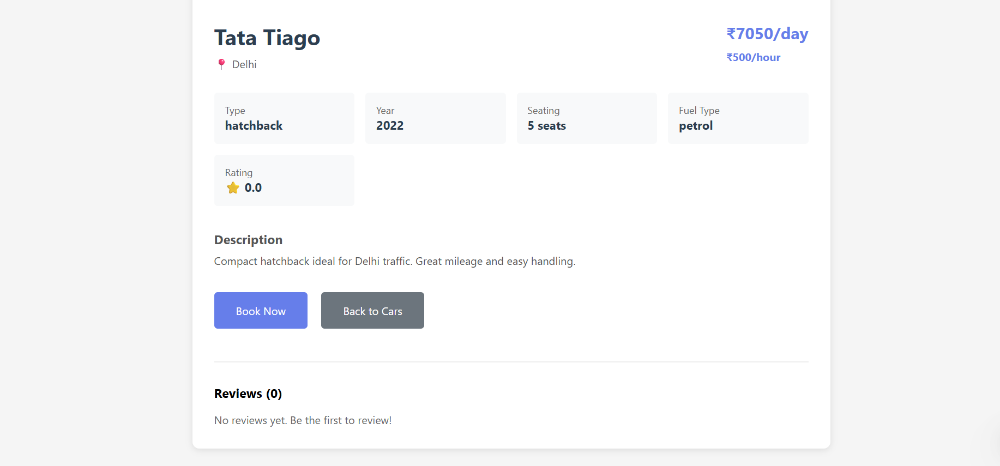 Tata Tiago
📍 Delhi
₹7050/day
₹500/hour
Type
hatchback
Year
2022
Seating
5 seats
Fuel Type
petrol
Rating
⭐ 0.0
Description
Compact hatchback ideal for Delhi traffic. Great mileage and easy handling.
Book Now
Back to Cars
Reviews (0)
No reviews yet. Be the first to review!